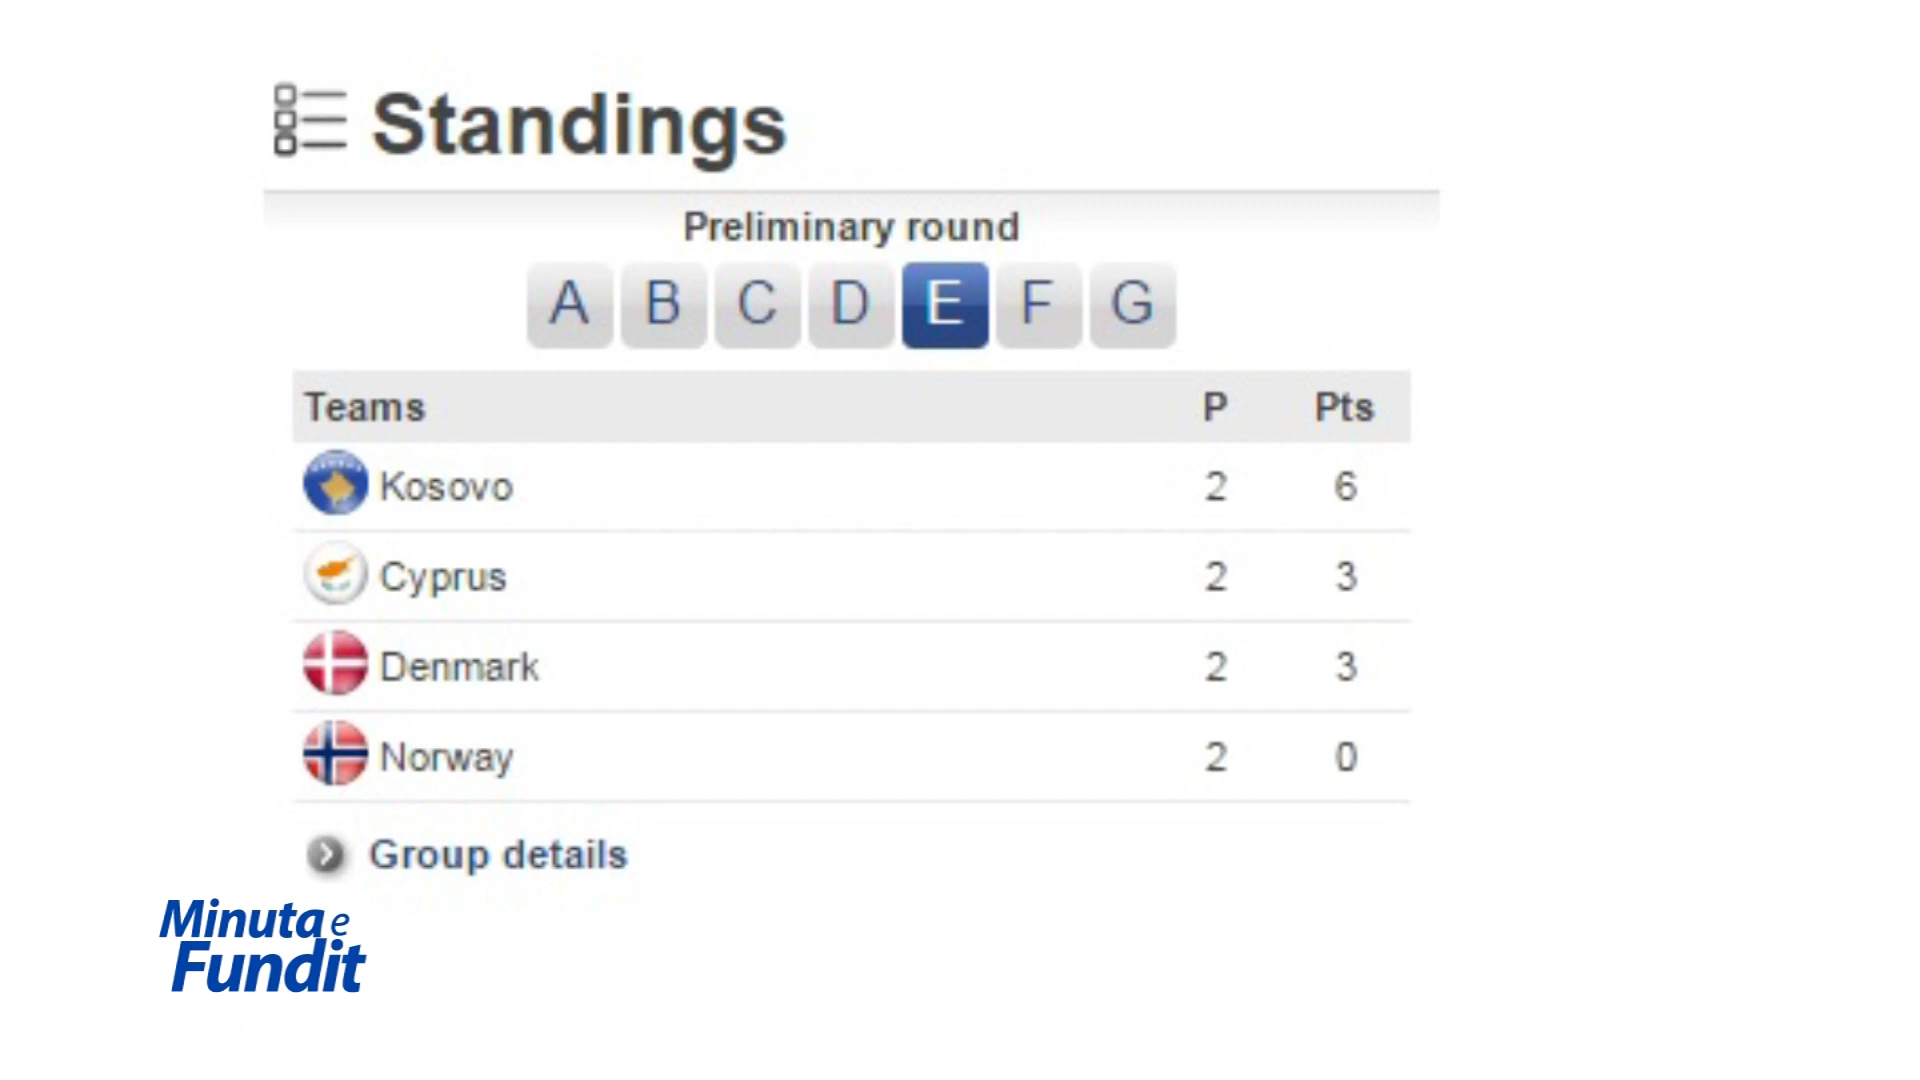 Standings
Preliminary round
A B C D E F G
Teams P Pts
Kosovo 2 6
Cyprus 2 3
Denmark 2 3
Norway 2 0
Group details
Minuta e
Fundit